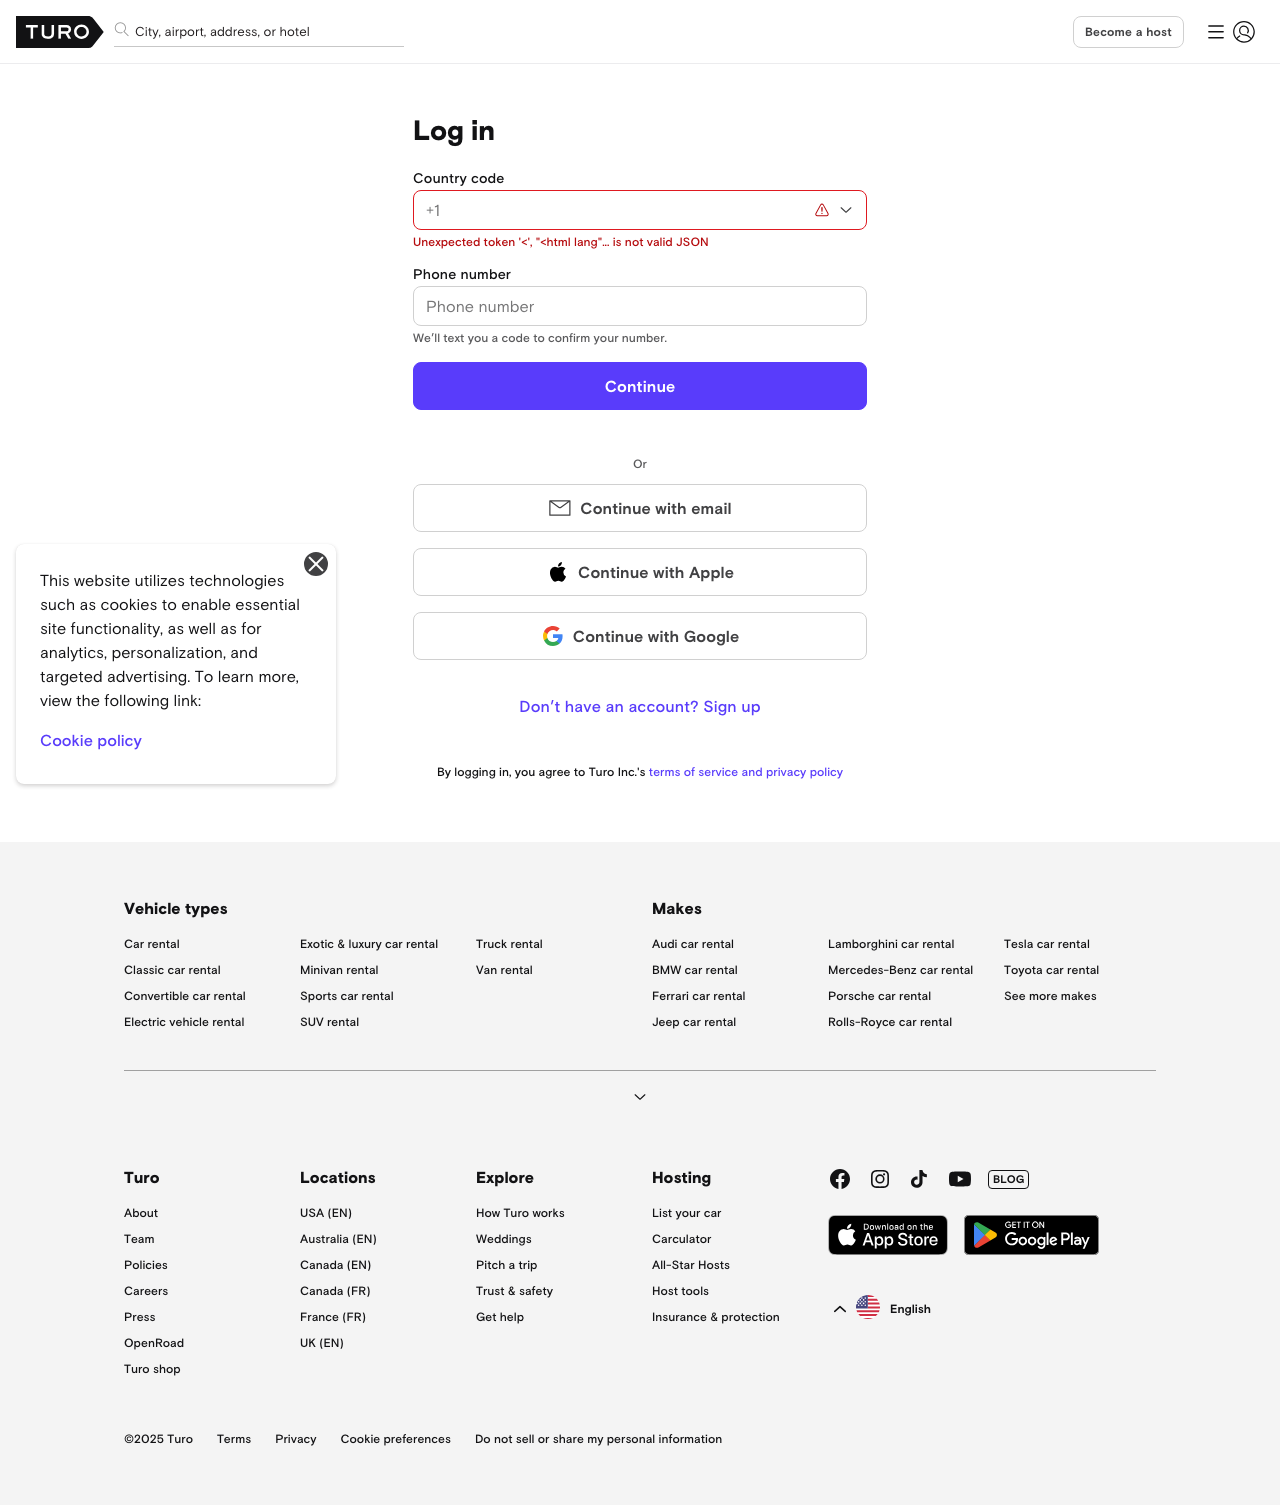 TURO
City, airport, address, or hotel
Become a host
Log in
Country code
+1
Unexpected token '<', "<html lang"... is not valid JSON
Phone number
Phone number
We'll text you a code to confirm your number.
Continue
Or
Continue with email
Continue with Apple
Continue with Google
Don't have an account? Sign up
By logging in, you agree to Turo Inc.'s terms of service and privacy policy
This website utilizes technologies
such as cookies to enable essential
site functionality, as well as for
analytics, personalization, and
targeted advertising. To learn more,
view the following link:
Cookie policy
Vehicle types
Car rental
Classic car rental
Convertible car rental
Electric vehicle rental
Exotic & luxury car rental
Minivan rental
Sports car rental
SUV rental
Truck rental
Van rental
Makes
Audi car rental
BMW car rental
Ferrari car rental
Jeep car rental
Lamborghini car rental
Mercedes-Benz car rental
Porsche car rental
Rolls-Royce car rental
Tesla car rental
Toyota car rental
See more makes
Turo
About
Team
Policies
Careers
Press
OpenRoad
Turo shop
Locations
USA (EN)
Australia (EN)
Canada (EN)
Canada (FR)
France (FR)
UK (EN)
Explore
How Turo works
Weddings
Pitch a trip
Trust & safety
Get help
Hosting
List your car
Carculator
All-Star Hosts
Host tools
Insurance & protection
BLOG
Download on the
App Store
GET IT ON
Google Play
English
©2025 Turo
Terms
Privacy
Cookie preferences
Do not sell or share my personal information